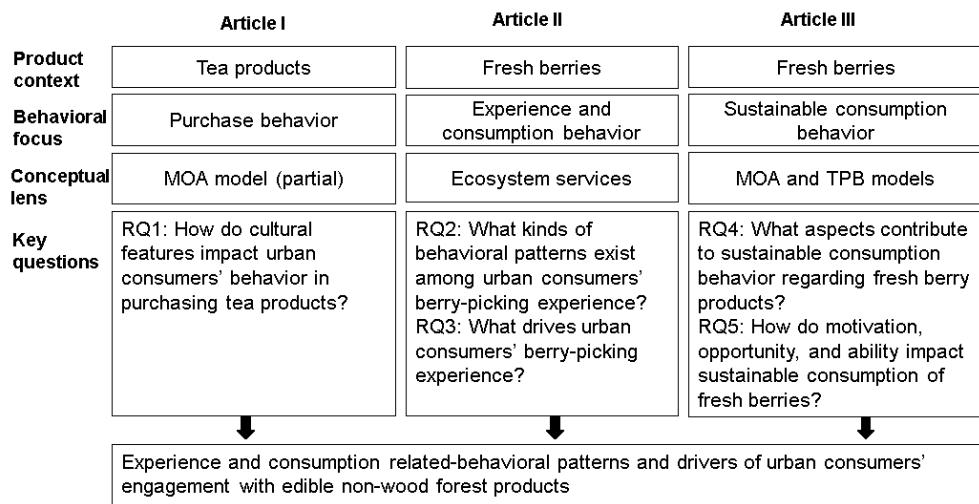 Article I
Article II
Article III
Product
context
Tea products
Fresh berries
Fresh berries
Behavioral
focus
Purchase behavior
Experience and
consumption behavior
Sustainable consumption
behavior
Conceptual
lens
MOA model (partial)
Ecosystem services
MOA and TPB models
Key
questions
RQ1: How do cultural
features impact urban
consumers’ behavior in
purchasing tea products?
RQ2: What kinds of
behavioral patterns exist
among urban consumers’
berry-picking experience?
RQ3: What drives urban
consumers’ berry-picking
experience?
RQ4: What aspects contribute
to sustainable consumption
behavior regarding fresh berry
products?
RQ5: How do motivation,
opportunity, and ability impact
sustainable consumption of
fresh berries?
Experience and consumption related-behavioral patterns and drivers of urban consumers’
engagement with edible non-wood forest products